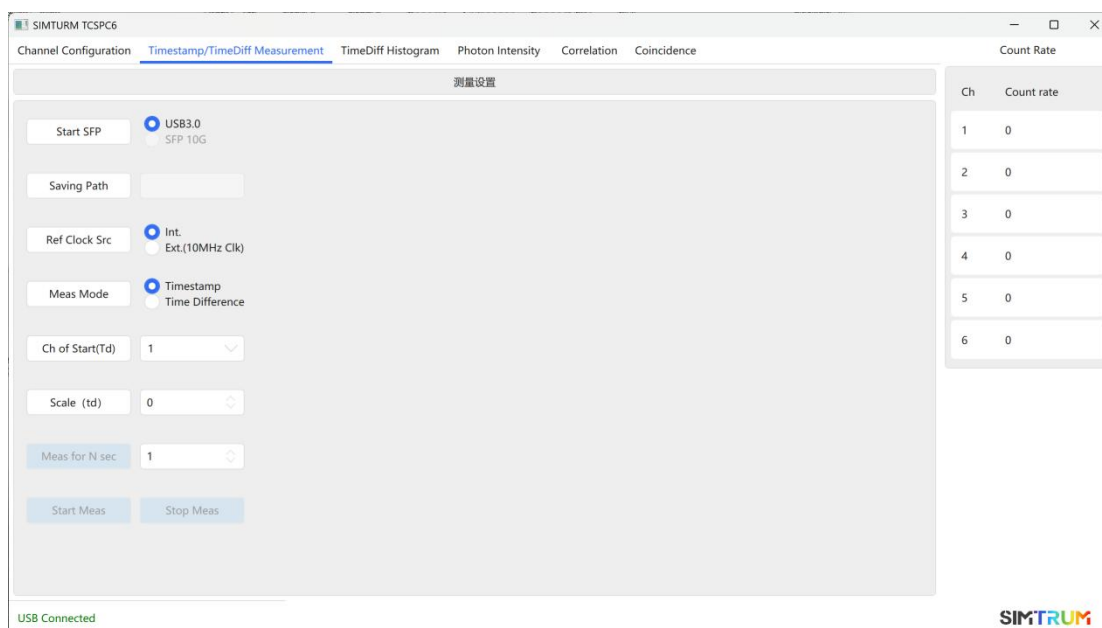 SIMTURM TCSPC6
Channel Configuration Timestamp/TimeDiff Measurement TimeDiff Histogram Photon Intensity Correlation Coincidence Count Rate
测量设置
Ch Count rate
Start SFP USB3.0
SFP 10G
1 0
Saving Path
2 0
3 0
Ref Clock Src Int.
Ext.(10MHz Clk)
4 0
Meas Mode Timestamp
Time Difference
5 0
Ch of Start(Td) 1
6 0
Scale (td) 0
Meas for N sec 1
Start Meas Stop Meas
USB Connected
SIMTRUM